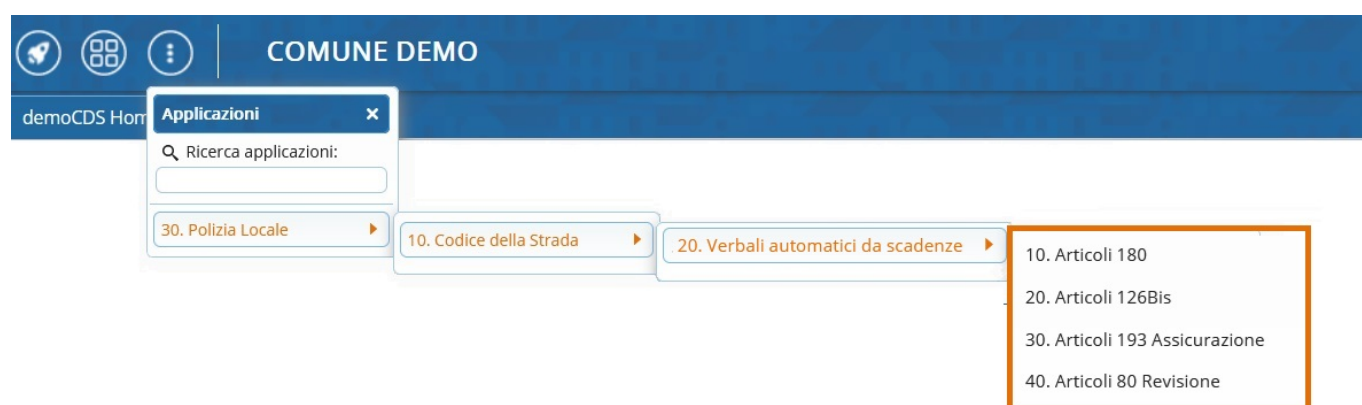 COMUNE DEMO
demoCDS Hom
Applicazioni
Ricerca applicazioni:
30. Polizia Locale
10. Codice della Strada
20. Verbali automatici da scadenze
10. Articoli 180
20. Articoli 126Bis
30. Articoli 193 Assicurazione
40. Articoli 80 Revisione